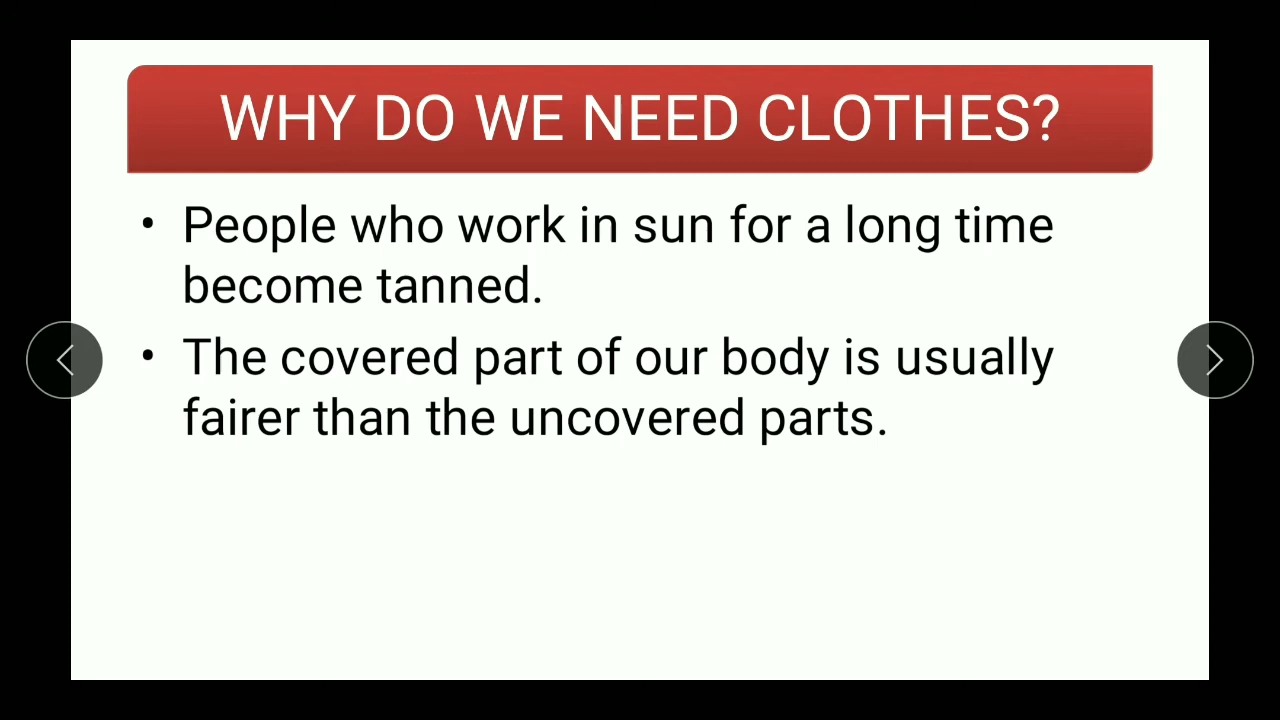 WHY DO WE NEED CLOTHES?
• People who work in sun for a long time
become tanned.
• The covered part of our body is usually
fairer than the uncovered parts.